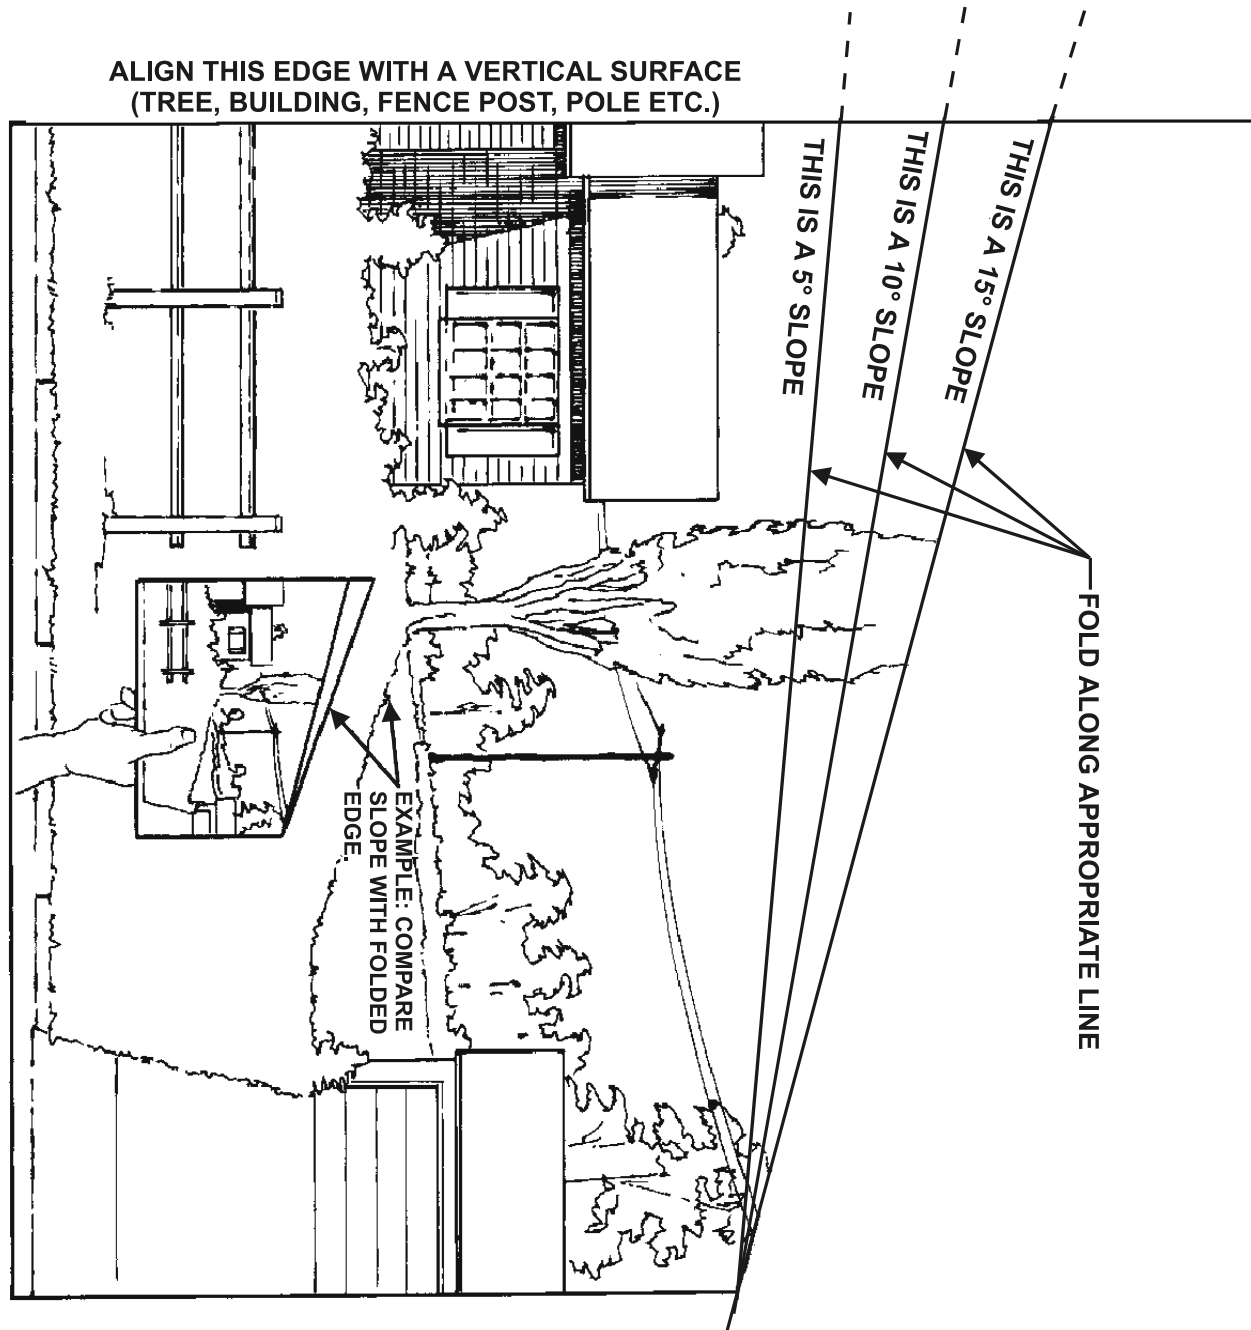 ALIGN THIS EDGE WITH A VERTICAL SURFACE
(TREE, BUILDING, FENCE POST, POLE ETC.)
THIS IS A 5° SLOPE
THIS IS A 10° SLOPE
THIS IS A 15° SLOPE
FOLD ALONG APPROPRIATE LINE
EXAMPLE: COMPARE
SLOPE WITH FOLDED
EDGE.